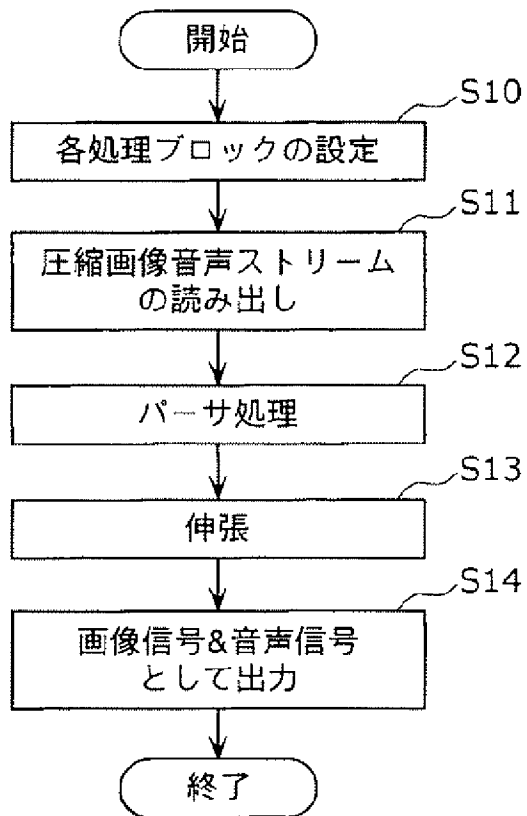 開始
S10
各処理ブロックの設定
S11
圧縮画像音声ストリーム
の読み出し
S12
パーサ処理
S13
伸張
S14
画像信号&音声信号
として出力
終了